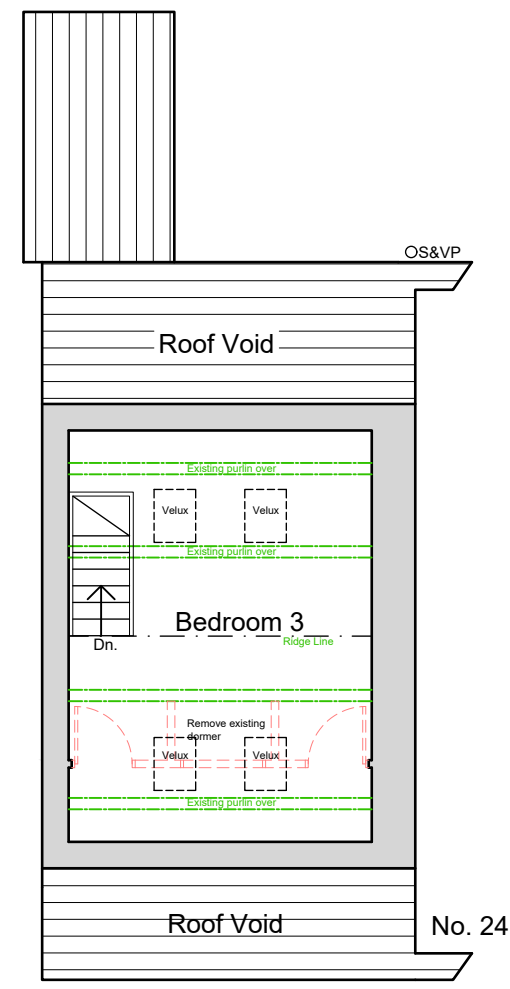 OS&VP
Roof Void
Existing purlin over
Velux Velux
Existing purlin over
Bedroom 3
Dn.
Ridge Line
Remove existing
dormer
Velux Velux
Existing purlin over
Roof Void
No. 24